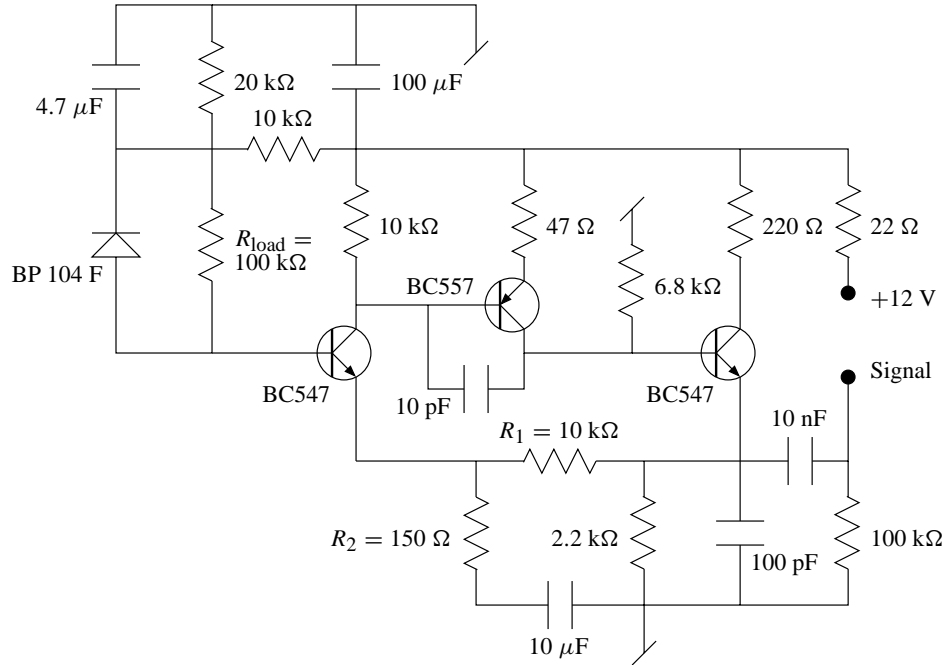 4.7 μF
20 kΩ
100 μF
10 kΩ
BP 104 F
R_load =
100 kΩ
10 kΩ
47 Ω
220 Ω
22 Ω
BC557
6.8 kΩ
+12 V
BC547
10 pF
BC547
Signal
R₁ = 10 kΩ
10 nF
R₂ = 150 Ω
2.2 kΩ
100 pF
100 kΩ
10 μF